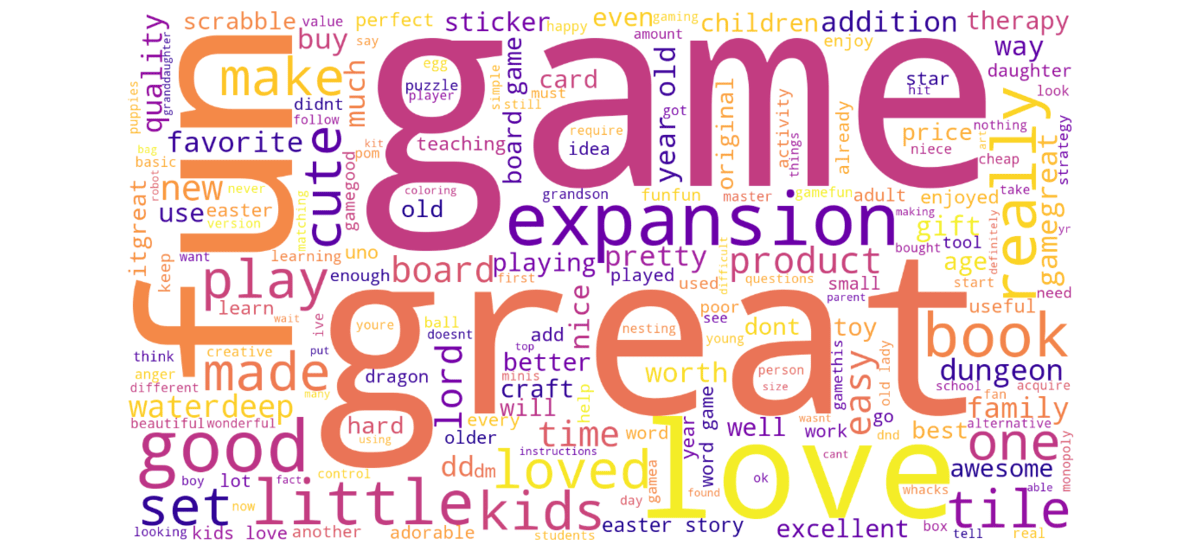 scrabble
value
perfect
sticker
happy
even
gaming
amount
children
addition
enjoy
therapy
quality
granddaughter
puppies
fun
make
buy
say
much
didnt
follow
game
egg
puzzle
player
simple
board game
still
card
must
year old
got
star
hit
way
daughter
look
favorite
cute
pom
kit
teaching
require
idea
original
activity
things
already
price
niece
nothing
cheap
art
strategy
really
bag
basic
robot
never
new
use
easter
version
matching
gamegood
coloring
old
grandson
funfun
master
gamefun
adult
enjoyed
take
making
gift
bought
tool
definitely
yr
gamegreat
itgreat
keep
want
learning
uno
enough
expansion
playing
first
pretty
played
product
difficult
questions
age
start
need
play
learn
wait
ive
board
great
youre
ball
doesnt
nice
used
small
parent
poor
see
young
useful
add
nesting
dont
toy
book
think
creative
put
made
anger
different
many
dragon
lord
top
minis
better
craft
worth
person
size
gamethis
easy
old lady
dungeon
school
fan
acquire
family
waterdeep
beautiful
wonderful
hard
using
will
help
every
time
word
year
word game
well
wasnt
work
go
dnd
best
alternative
one
monopoly
good
boy
lot
fact
control
older
dd
dm
instructions
loved
love
ok
cant
excellent
whacks
awesome
able
set
now
little
kids
day
gamea
found
box
tile
tell
real
looking
kids love
another
adorable
students
easter story